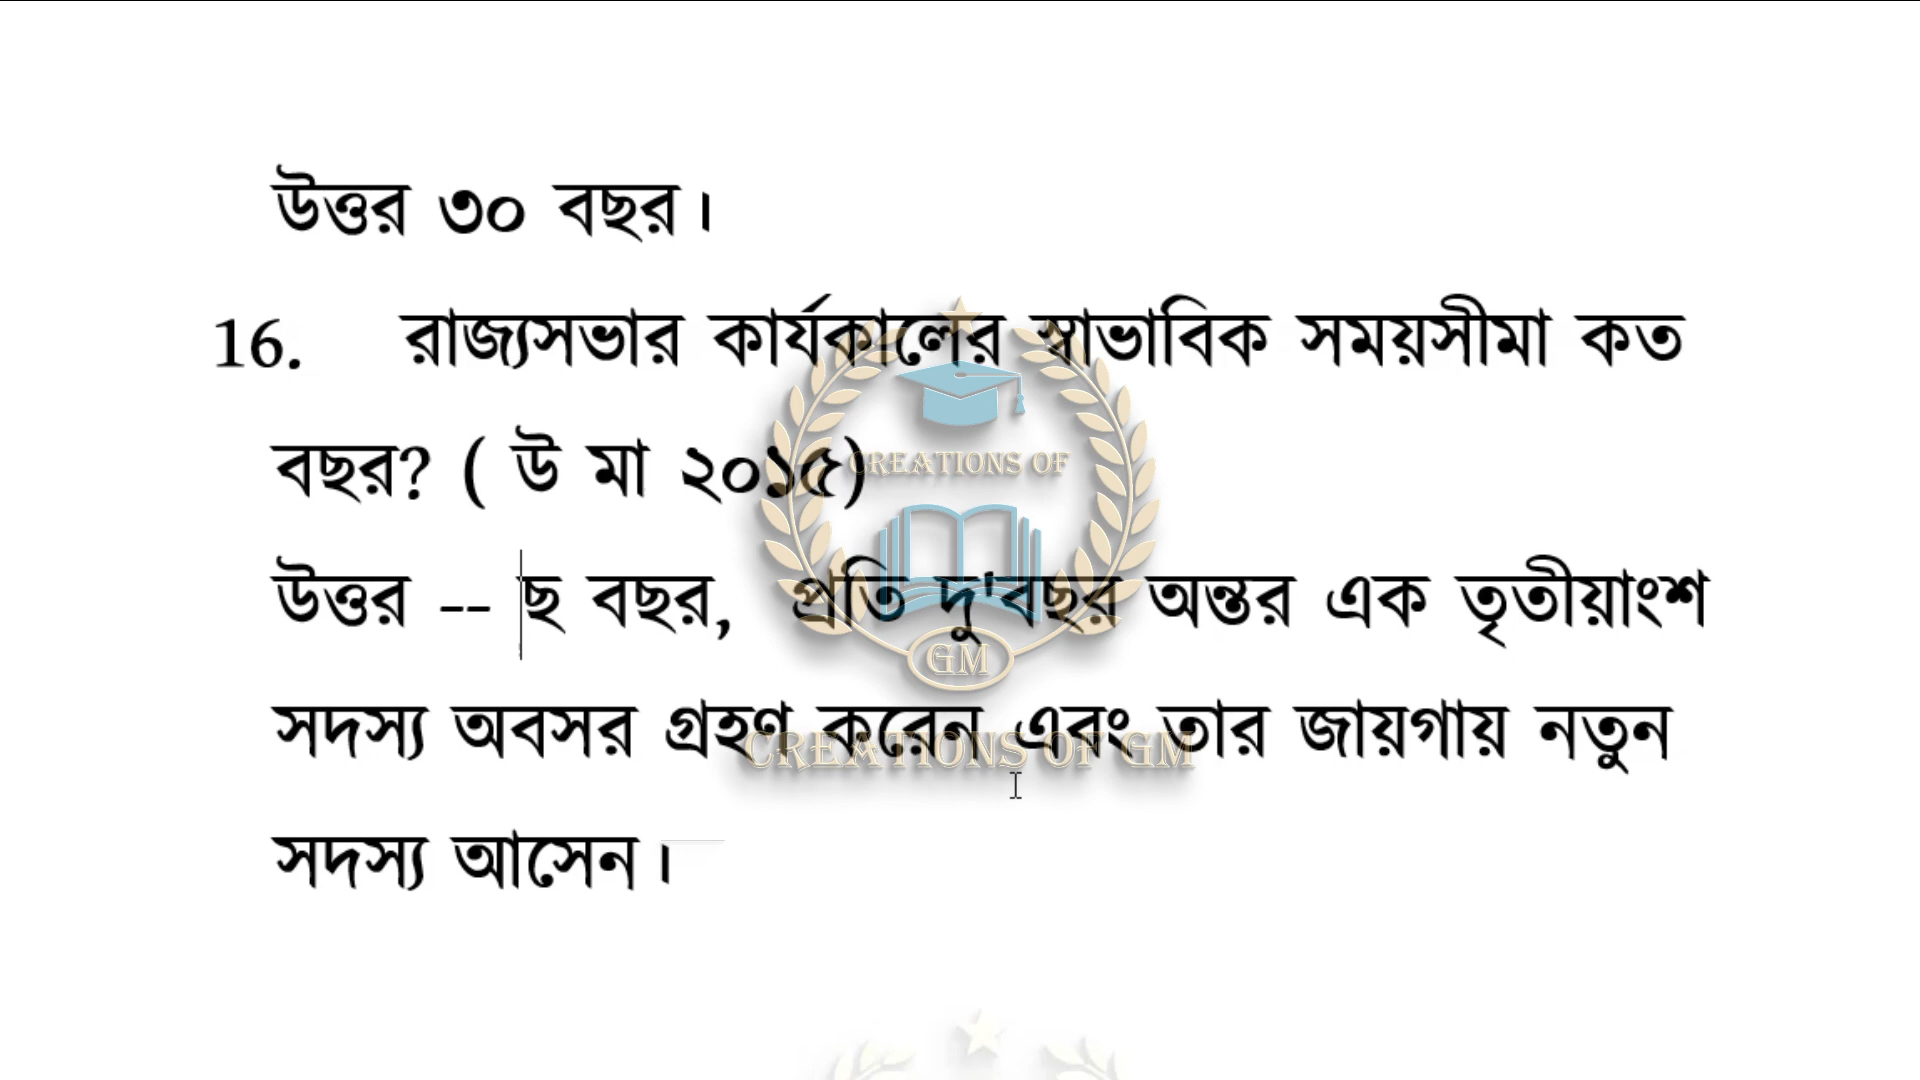 উত্তর ৩০ বছর।
16. রাজ্যসভার কার্যকালের স্বাভাবিক সময়সীমা কত
বছর? ( উ মা ২০১৫)
CREATIONS OF
উত্তর -- ছ বছর, প্রতি দু'বছর অন্তর এক তৃতীয়াংশ
GM
সদস্য অবসর গ্রহণ করেন এবং তার জায়গায় নতুন
CREATIONS OF GM
সদস্য আসেন।